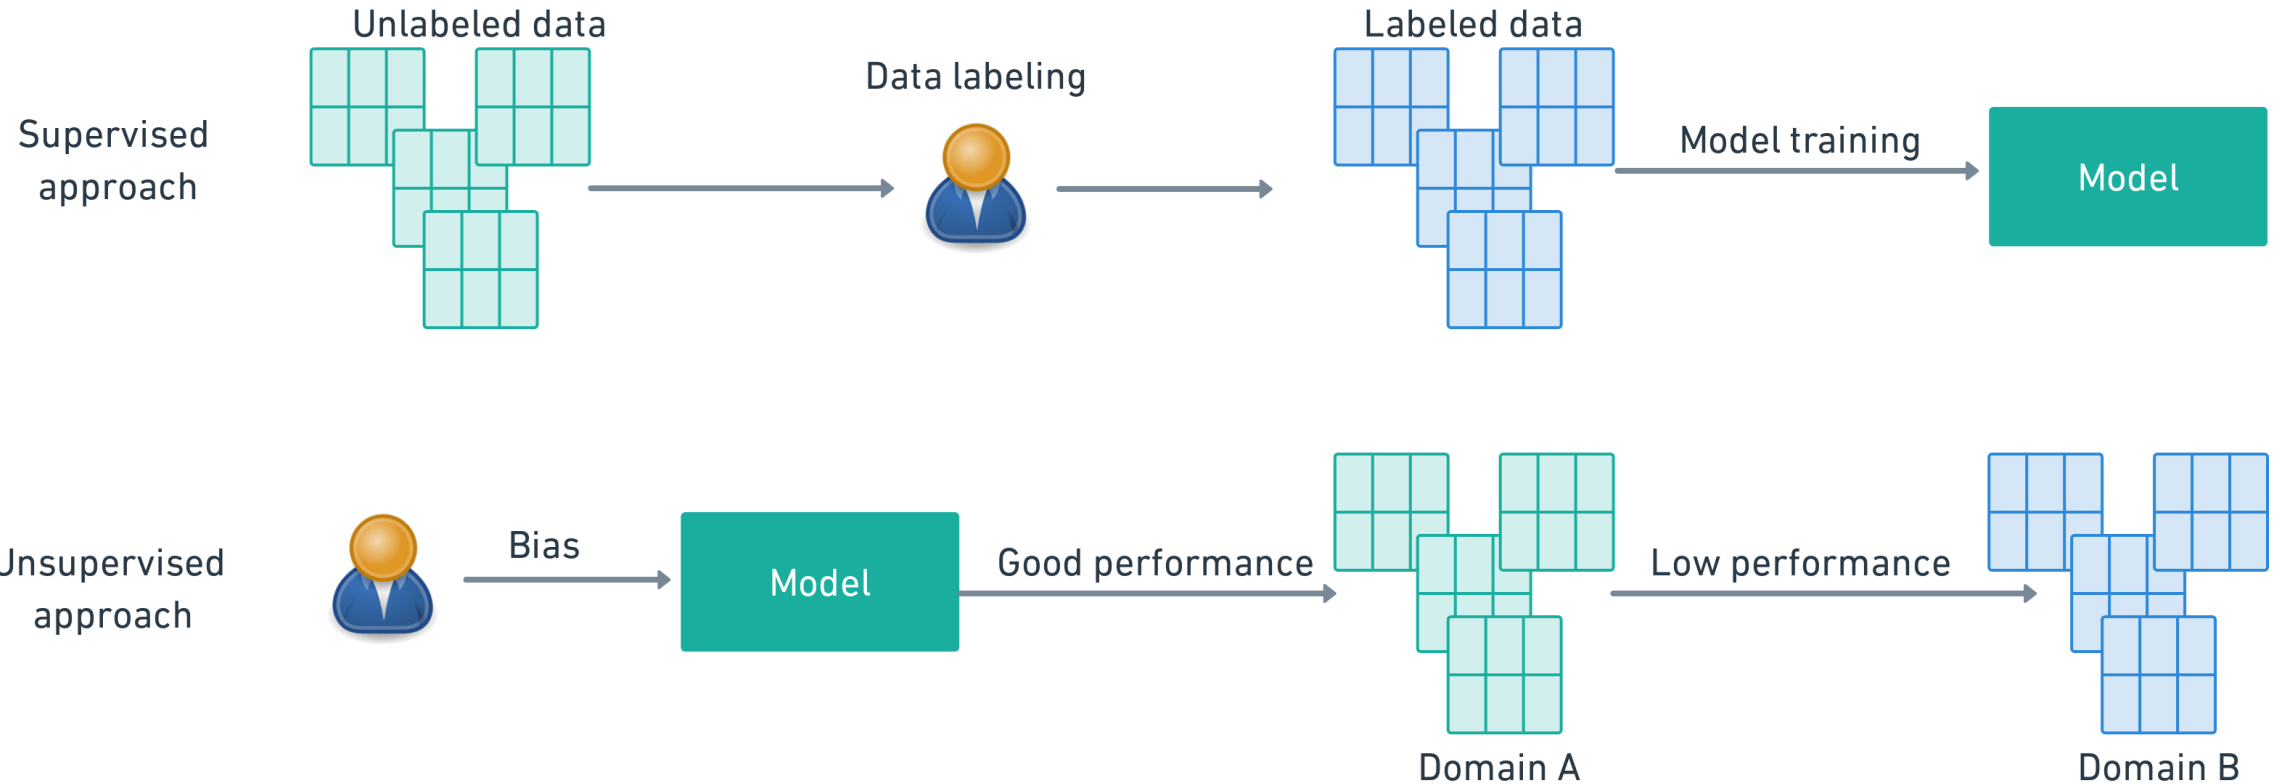 Unlabeled data
Labeled data
Data labeling
Supervised
approach
Model training
Model
Unsupervised
approach
Bias
Model
Good performance
Low performance
Domain A
Domain B